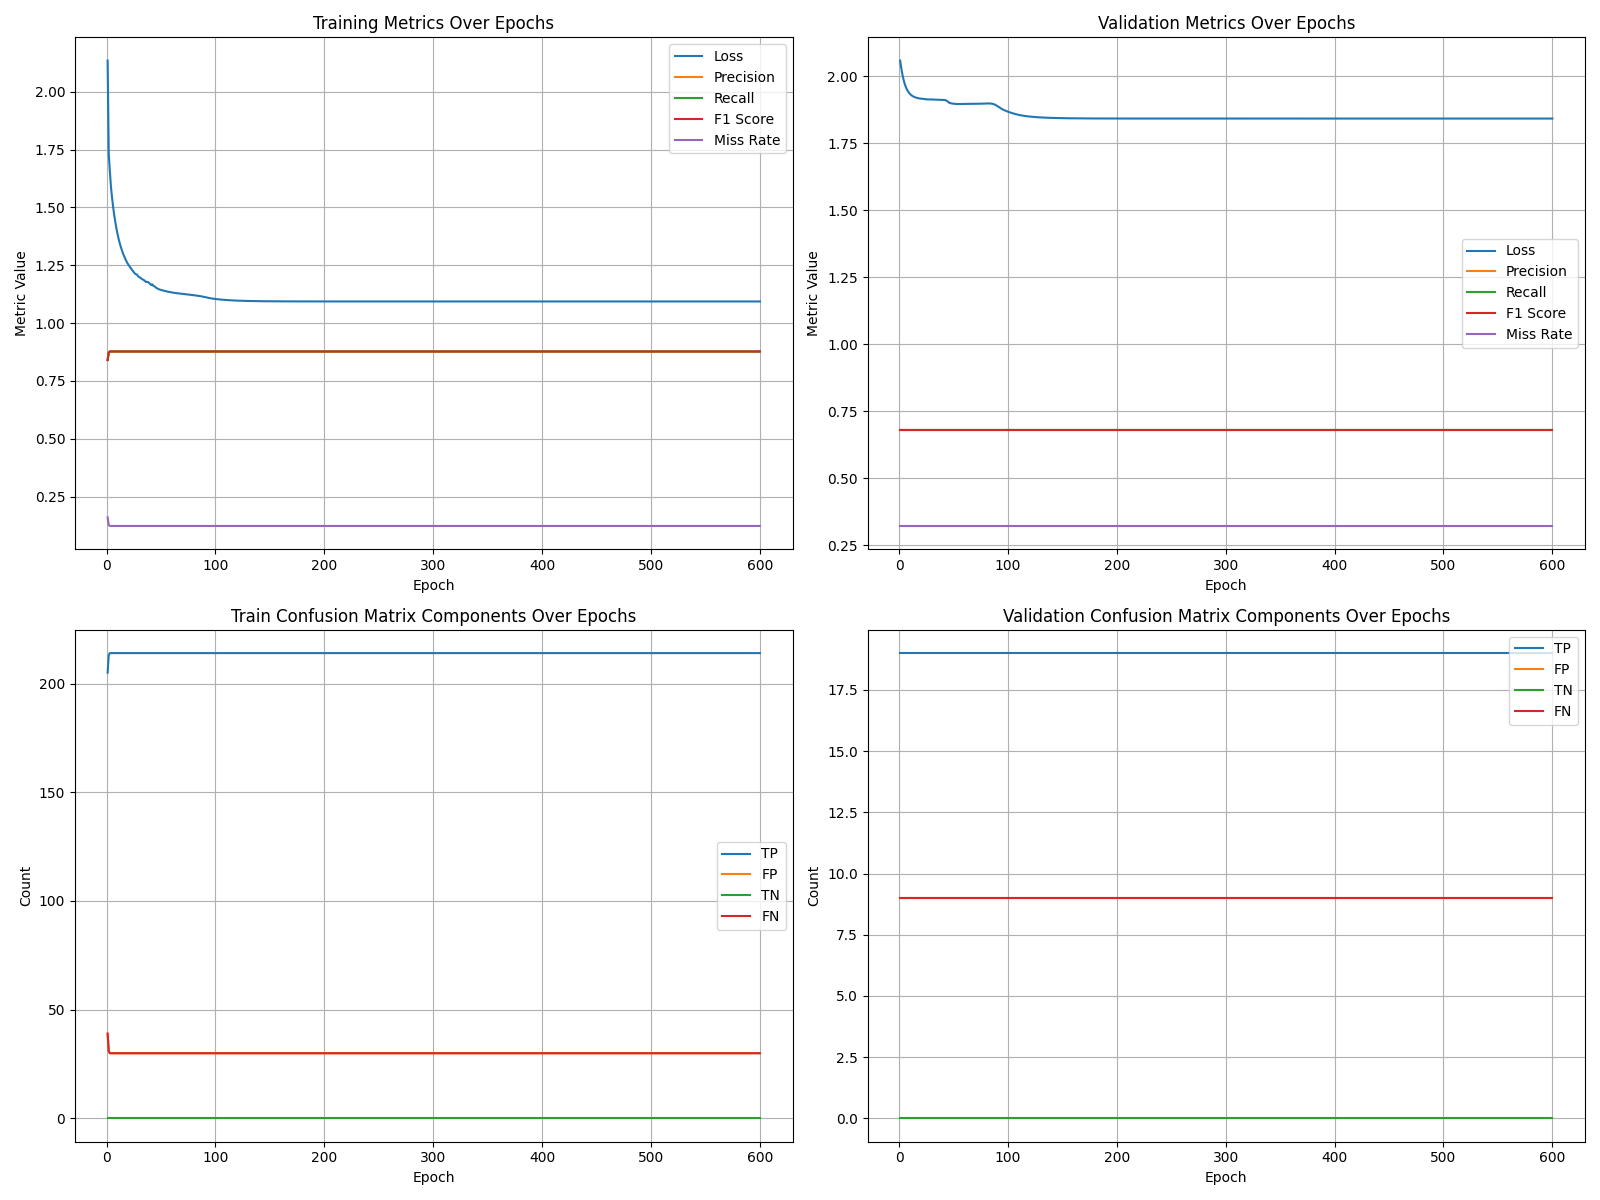 Training Metrics Over Epochs
Metric Value
2.00
1.75
1.50
1.25
1.00
0.75
0.50
0.25
0 100 200 300 400 500 600
Epoch
Loss
Precision
Recall
F1 Score
Miss Rate
Validation Metrics Over Epochs
Metric Value
2.00
1.75
1.50
1.25
1.00
0.75
0.50
0.25
0 100 200 300 400 500 600
Epoch
Loss
Precision
Recall
F1 Score
Miss Rate
Train Confusion Matrix Components Over Epochs
Count
200
150
100
50
0
0 100 200 300 400 500 600
Epoch
TP
FP
TN
FN
Validation Confusion Matrix Components Over Epochs
Count
17.5
15.0
12.5
10.0
7.5
5.0
2.5
0.0
0 100 200 300 400 500 600
Epoch
TP
FP
TN
FN